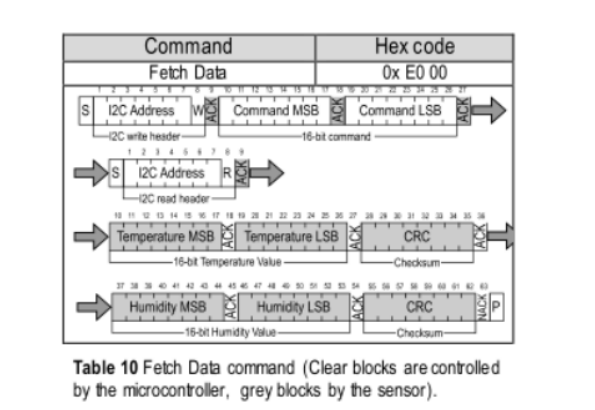 Command Hex code
Fetch Data 0x E0 00
1 2 3 4 5 6 7 8 9 10 11 12 13 14 15 16 17 18 19 20 21 22 23 24 25 26 27
S I2C Address W ACK Command MSB ACK Command LSB ACK
I2C write header 16-bit command
1 2 3 4 5 6 7 8 9
S I2C Address R ACK
I2C read header
10 11 12 13 14 15 16 17 18 19 20 21 22 23 24 25 26 27 28 29 30 31 32 33 34 35 36
Temperature MSB ACK Temperature LSB ACK CRC ACK
16-bit Temperature Value Checksum
37 38 39 40 41 42 43 44 45 46 47 48 49 50 51 52 53 54 55 56 57 58 59 60 61 62 63
Humidity MSB ACK Humidity LSB ACK CRC NACK P
16-bit Humidity Value Checksum
Table 10 Fetch Data command (Clear blocks are controlled
by the microcontroller, grey blocks by the sensor).